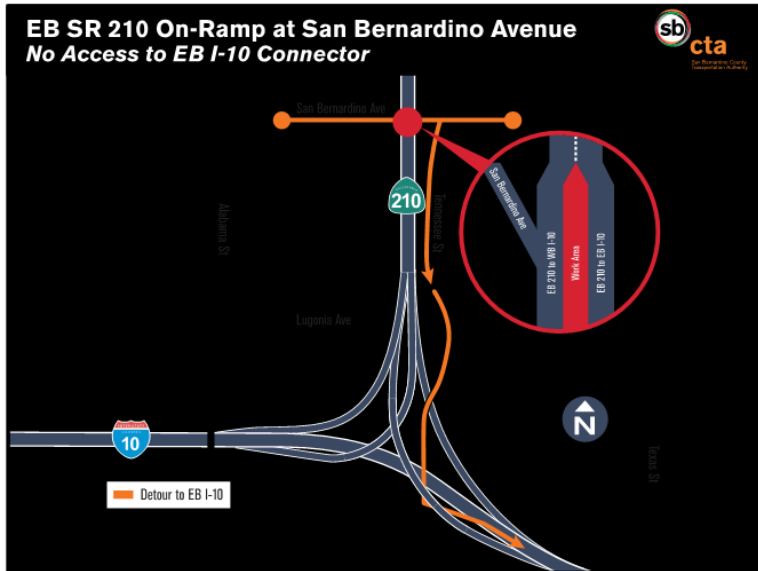 EB SR 210 On-Ramp at San Bernardino Avenue
No Access to EB I-10 Connector
sb
cta
San Bernardino County
Transportation Authority
San Bernardino Ave
San Bernardino Ave
210
Tennessee St
Alabama St
EB 210 to WB I-10
Work Area
EB 210 to EB I-10
Lugonia Ave
N
10
Texas St
Detour to EB I-10